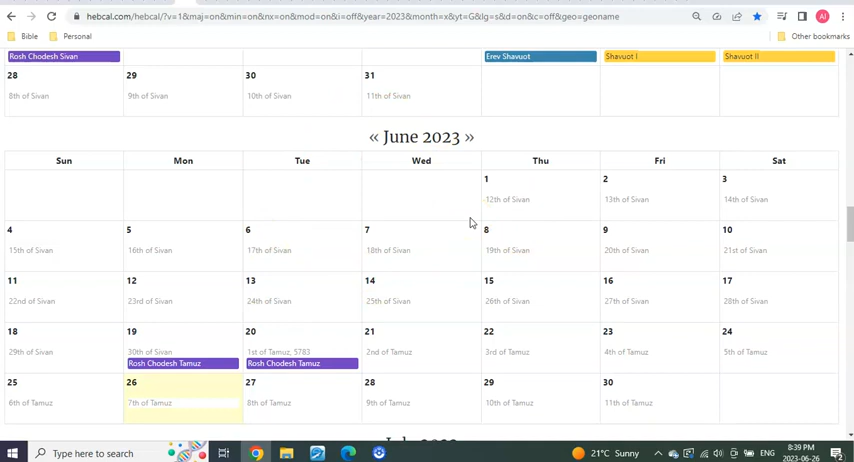 hebcal.com/hebcal/?v=1&maj=on&min=on&nx=on&mod=on&i=off&year=2023&month=x&yt=G&lg=s&d=on&c=off&geo=geoname
AI
Bible Personal Other bookmarks
Rosh Chodesh Sivan Erev Shavuot Shavuot I Shavuot II
28 29 30 31
8th of Sivan 9th of Sivan 10th of Sivan 11th of Sivan
« June 2023 »
Sun Mon Tue Wed Thu Fri Sat
1 2 3
12th of Sivan 13th of Sivan 14th of Sivan
4 5 6 7 8 9 10
15th of Sivan 16th of Sivan 17th of Sivan 18th of Sivan 19th of Sivan 20th of Sivan 21st of Sivan
11 12 13 14 15 16 17
22nd of Sivan 23rd of Sivan 24th of Sivan 25th of Sivan 26th of Sivan 27th of Sivan 28th of Sivan
18 19 20 21 22 23 24
29th of Sivan 30th of Sivan 1st of Tamuz, 5783 2nd of Tamuz 3rd of Tamuz 4th of Tamuz 5th of Tamuz
Rosh Chodesh Tamuz Rosh Chodesh Tamuz
25 26 27 28 29 30
6th of Tamuz 7th of Tamuz 8th of Tamuz 9th of Tamuz 10th of Tamuz 11th of Tamuz
Type here to search 21°C Sunny ENG 8:39 PM
2023-06-26 2